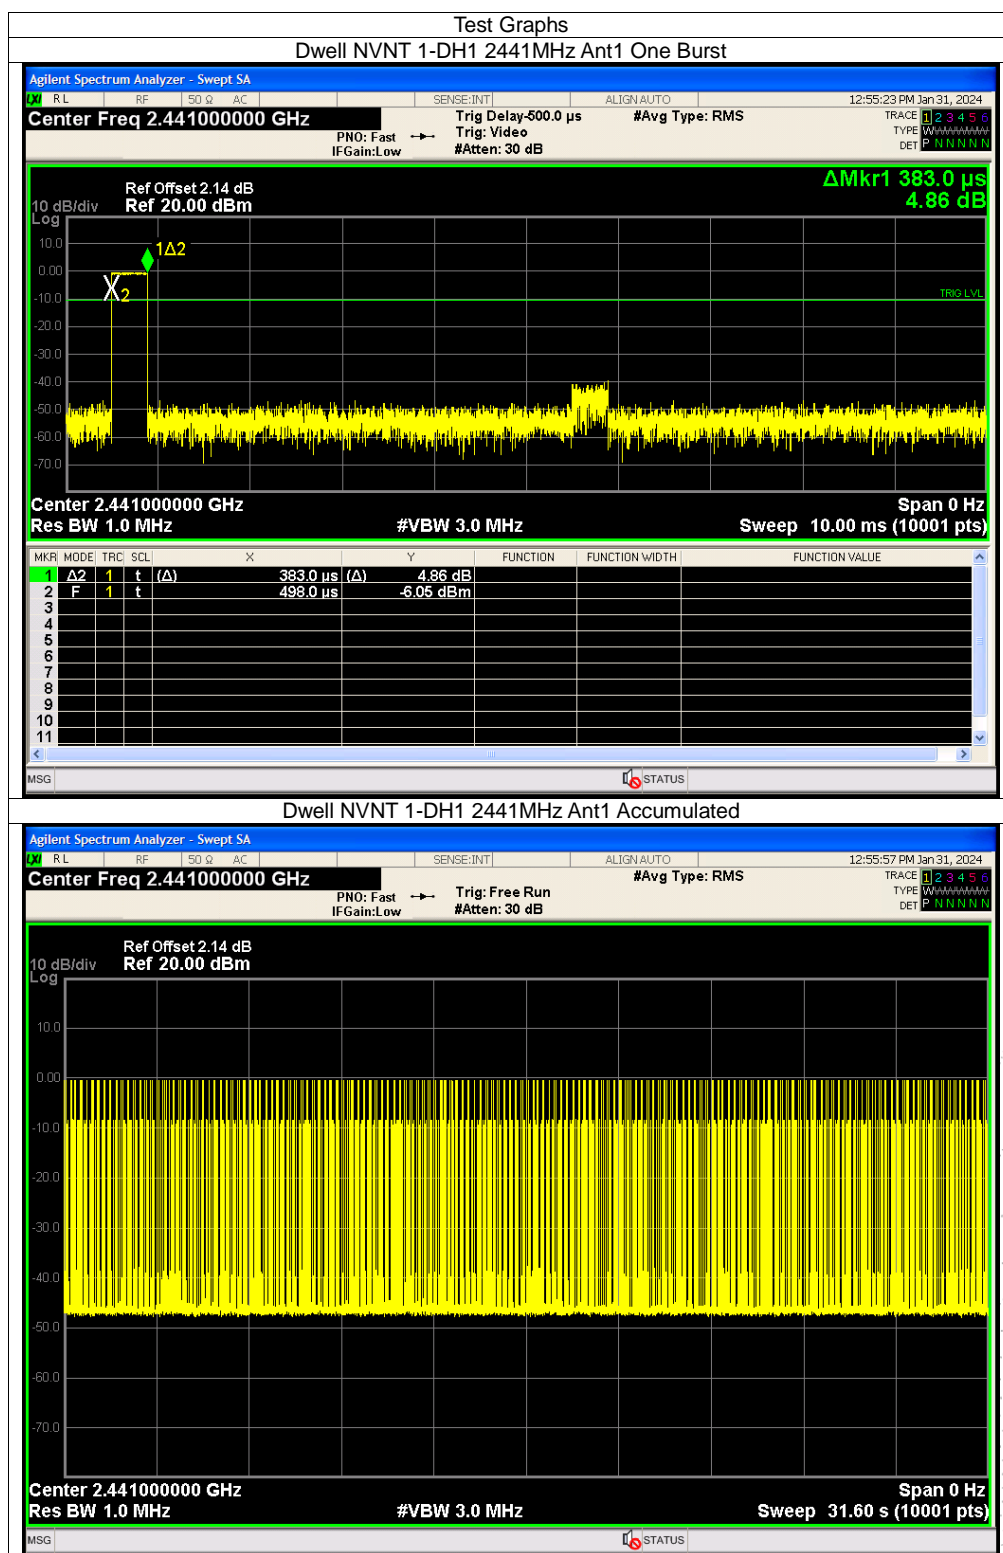 Test Graphs
Dwell NVNT 1-DH1 2441MHz Ant1 One Burst
Agilent Spectrum Analyzer - Swept SA
LXI RL RF 50 Ω AC SENSE:INT ALIGN AUTO 12:55:23 PM Jan 31, 2024
Center Freq 2.441000000 GHz Trig Delay-500.0 µs #Avg Type: RMS TRACE 1 2 3 4 5 6
PNO: Fast Trig: Video TYPE WWWWWWW
IFGain:Low #Atten: 30 dB DET P N N N N N
ΔMkr1 383.0 µs
4.86 dB
Ref Offset 2.14 dB
10 dB/div Ref 20.00 dBm
Log
10.0
1Δ2
0.00
X2
-10.0
TRIG LVL
-20.0
-30.0
-40.0
-50.0
-60.0
-70.0
Center 2.441000000 GHz Span 0 Hz
Res BW 1.0 MHz #VBW 3.0 MHz Sweep 10.00 ms (10001 pts)
MKR MODE TRC SCL X Y FUNCTION FUNCTION WIDTH FUNCTION VALUE
1 Δ2 1 t (Δ) 383.0 µs (Δ) 4.86 dB
2 F 1 t 498.0 µs -6.05 dBm
3
4
5
6
7
8
9
10
11
MSG STATUS
Dwell NVNT 1-DH1 2441MHz Ant1 Accumulated
Agilent Spectrum Analyzer - Swept SA
LXI RL RF 50 Ω AC SENSE:INT ALIGN AUTO 12:55:57 PM Jan 31, 2024
Center Freq 2.441000000 GHz #Avg Type: RMS TRACE 1 2 3 4 5 6
PNO: Fast Trig: Free Run TYPE WWWWWWW
IFGain:Low #Atten: 30 dB DET P N N N N N
Ref Offset 2.14 dB
10 dB/div Ref 20.00 dBm
Log
10.0
0.00
-10.0
-20.0
-30.0
-40.0
-50.0
-60.0
-70.0
Center 2.441000000 GHz Span 0 Hz
Res BW 1.0 MHz #VBW 3.0 MHz Sweep 31.60 s (10001 pts)
MSG STATUS